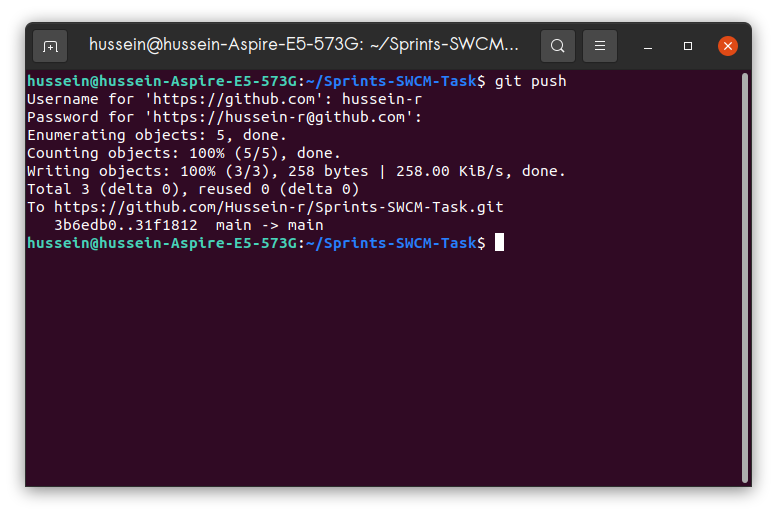 hussein@hussein-Aspire-E5-573G: ~/Sprints-SWCM...
hussein@hussein-Aspire-E5-573G:~/Sprints-SWCM-Task$ git push
Username for 'https://github.com': hussein-r
Password for 'https://hussein-r@github.com':
Enumerating objects: 5, done.
Counting objects: 100% (5/5), done.
Writing objects: 100% (3/3), 258 bytes | 258.00 KiB/s, done.
Total 3 (delta 0), reused 0 (delta 0)
To https://github.com/Hussein-r/Sprints-SWCM-Task.git
   3b6edb0..31f1812  main -> main
hussein@hussein-Aspire-E5-573G:~/Sprints-SWCM-Task$